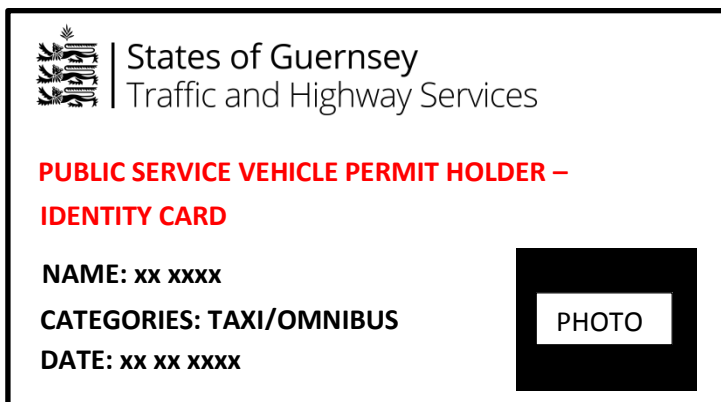 States of Guernsey
Traffic and Highway Services
PUBLIC SERVICE VEHICLE PERMIT HOLDER –
IDENTITY CARD
NAME: xx xxxx
CATEGORIES: TAXI/OMNIBUS
PHOTO
DATE: xx xx xxxx